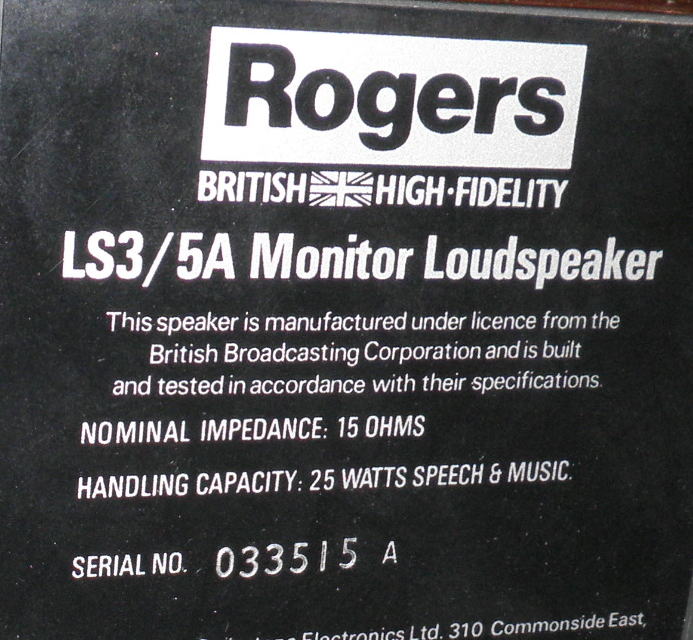 Rogers
BRITISH HIGH·FIDELITY
LS3/5A Monitor Loudspeaker
This speaker is manufactured under licence from the
British Broadcasting Corporation and is built
and tested in accordance with their specifications.
NOMINAL IMPEDANCE: 15 OHMS
HANDLING CAPACITY: 25 WATTS SPEECH & MUSIC.
SERIAL NO. 033515 A
Electronics Ltd. 310 Commonside East,